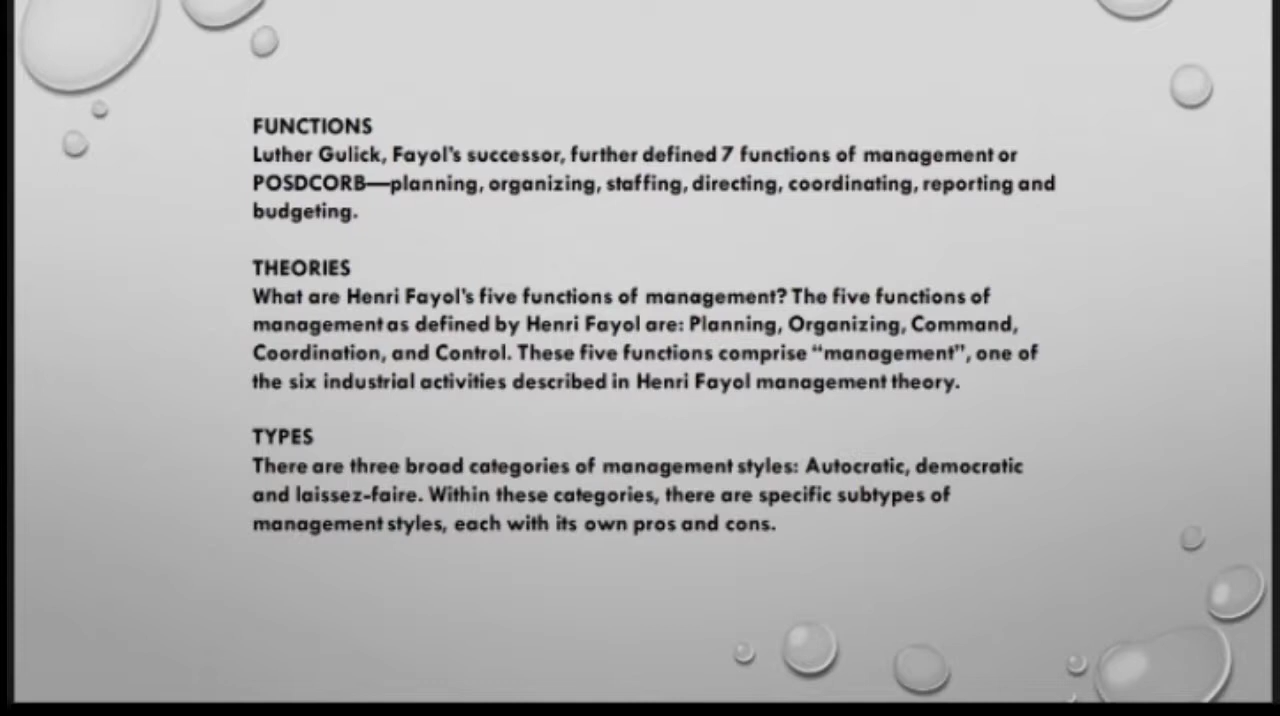 FUNCTIONS
Luther Gulick, Fayol's successor, further defined 7 functions of management or
POSDCORB—planning, organizing, staffing, directing, coordinating, reporting and
budgeting.
THEORIES
What are Henri Fayol's five functions of management? The five functions of
management as defined by Henri Fayol are: Planning, Organizing, Command,
Coordination, and Control. These five functions comprise “management”, one of
the six industrial activities described in Henri Fayol management theory.
TYPES
There are three broad categories of management styles: Autocratic, democratic
and laissez-faire. Within these categories, there are specific subtypes of
management styles, each with its own pros and cons.